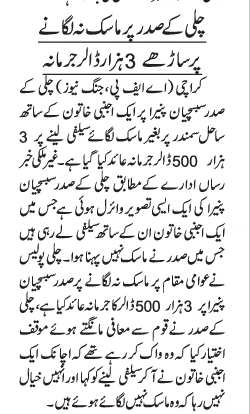 چلی کے صدر پر ماسک نہ لگانے
پر ساڑھے 3 ہزار ڈالر جرمانہ
کراچی (اے ایف پی، جنگ نیوز) چلی کے
صدر سبسچیان پنیرا پر ایک اجنبی خاتون کے ساتھ
ساحل سمندر پر بغیر ماسک لگائے سیلفی لینے پر 3
ہزار 500 ڈالر جرمانہ عائد کیا گیا ہے۔ غیر ملکی خبر
رساں ادارے کے مطابق چلی کے صدر سبسچیان
پنیرا کی ایک ایسی تصویر وائرل ہوئی ہے جس میں
ایک اجنبی خاتون ان کے ساتھ سیلفی لے رہی ہیں
جس میں صدر نے ماسک نہیں پہنا ہوا۔ چلی پولیس
نے عوامی مقام پر ماسک نہ لگانے پر صدر سبسچیان
پنیرا پر 3 ہزار 500 ڈالر کا جرمانہ عائد کیا ہے، چلی
کے صدر نے قوم سے معافی مانگتے ہوئے موقف
اختیار کیا کہ وہ واک کر رہے تھے کہ اچانک ایک
اجنبی خاتون نے آ کر سیلفی لینے کو کہا اور انہیں خیال
نہیں رہا کہ وہ ماسک نہیں لگائے ہوئے ہیں۔